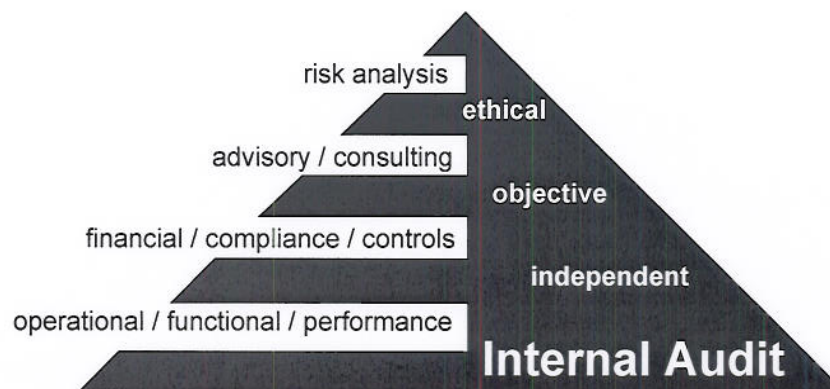 risk analysis
ethical
advisory / consulting
objective
financial / compliance / controls
independent
operational / functional / performance
Internal Audit